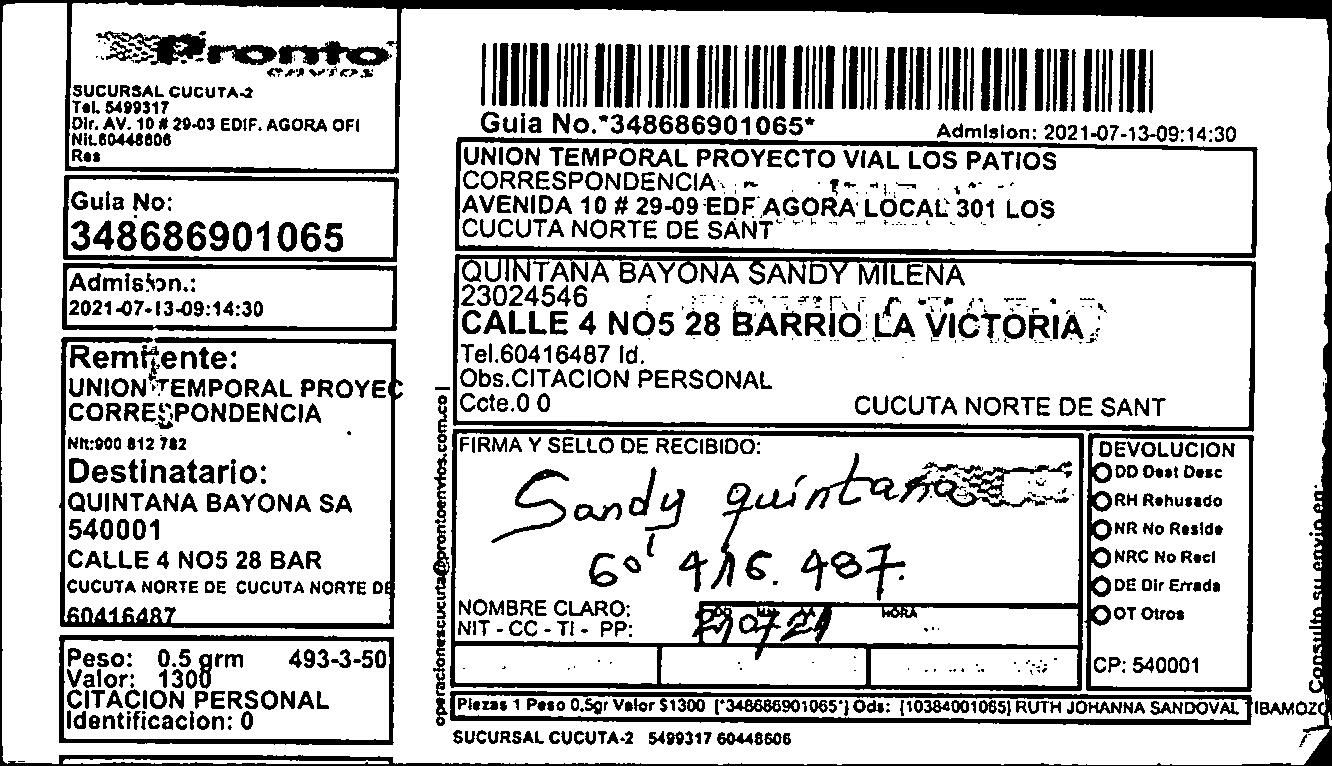 Pronto
envios
SUCURSAL CUCUTA-2
Tel. 5499317
Dir. AV. 10 # 29-03 EDIF. AGORA OFI
Nit.60448606
Res
Guia No:
348686901065
Admision.:
2021-07-13-09:14:30
Remitente:
UNION TEMPORAL PROYEC
CORRESPONDENCIA
Nit:900 812 782
Destinatario:
QUINTANA BAYONA SA
540001
CALLE 4 NO5 28 BAR
CUCUTA NORTE DE CUCUTA NORTE DE
60416487
Peso: 0.5 grm 493-3-50
Valor: 1300
CITACION PERSONAL
Identificacion: 0
operacionescucuta@prontoenvios.com.co
Guia No.*348686901065*
Admision: 2021-07-13-09:14:30
UNION TEMPORAL PROYECTO VIAL LOS PATIOS
CORRESPONDENCIA
AVENIDA 10 # 29-09 EDF AGORA LOCAL 301 LOS
CUCUTA NORTE DE SANT
QUINTANA BAYONA SANDY MILENA
23024546
CALLE 4 NO5 28 BARRIO LA VICTORIA
Tel.60416487 Id.
Obs.CITACION PERSONAL
Ccte.0 0 CUCUTA NORTE DE SANT
FIRMA Y SELLO DE RECIBIDO:
Sandy quintana
60' 416. 487.
NOMBRE CLARO:
NIT - CC - TI - PP:
HORA
DEVOLUCION
DD Dest Desc
RH Rehusado
NR No Reside
NRC No Recl
DE Dir Errada
OT Otros
CP: 540001
Piezas 1 Peso 0.5gr Valor $1300 [*348686901065*] Ods: [10384001065] RUTH JOHANNA SANDOVAL TIBAMOZO
SUCURSAL CUCUTA-2 5499317 60448606
Consulte su envio en: